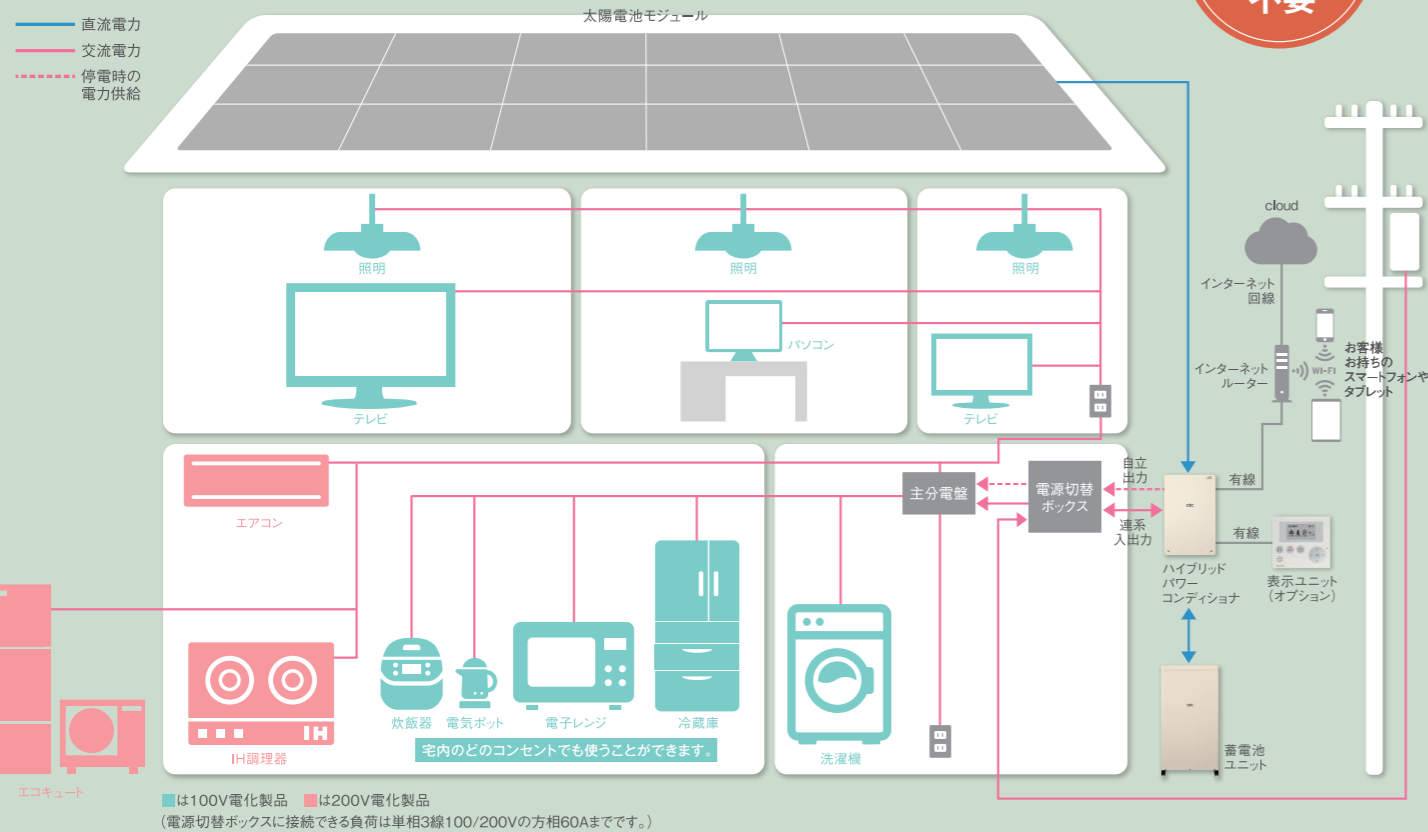 直流電力
交流電力
停電時の
電力供給
太陽電池モジュール
不要
照明
照明
照明
テレビ
パソコン
テレビ
cloud
インターネット
回線
インターネット
ルーター
WI-FI
お客様
お持ちの
スマートフォンや
タブレット
エアコン
主分電盤
電源切替
ボックス
自立
出力
連系
入出力
有線
有線
ハイブリッド
パワー
コンディショナ
表示ユニット
(オプション)
IH
IH調理器
炊飯器
電気ポット
電子レンジ
冷蔵庫
宅内のどのコンセントでも使うことができます。
洗濯機
蓄電池
ユニット
エコキュート
■は100V電化製品 ■は200V電化製品
(電源切替ボックスに接続できる負荷は単相3線100/200Vの方相60Aまでです。)